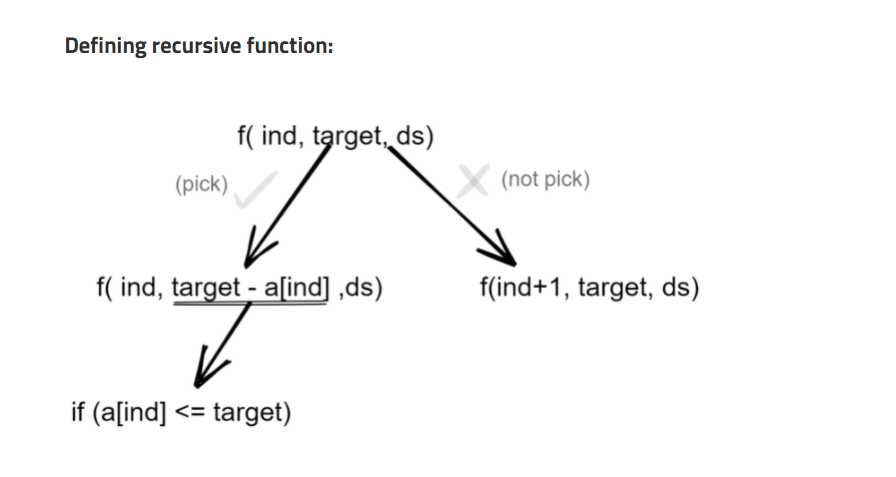 Defining recursive function:
f( ind, target, ds)
(pick)
(not pick)
f( ind, target - a[ind] ,ds)
f(ind+1, target, ds)
if (a[ind] <= target)